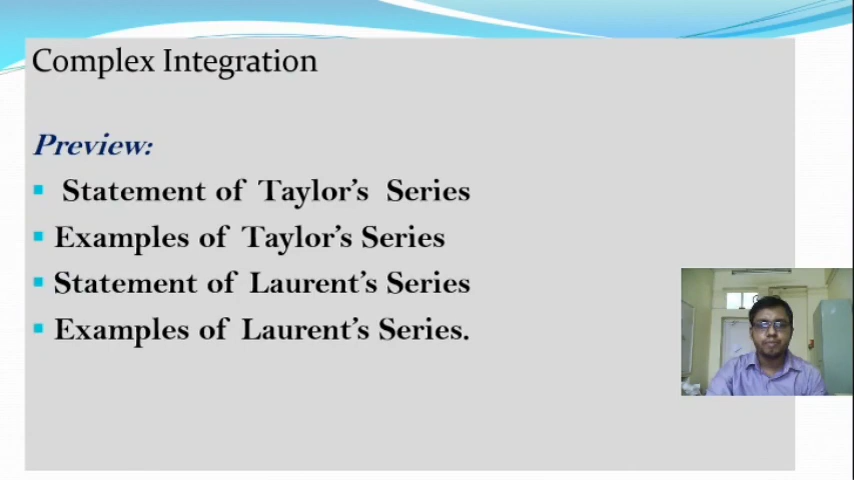 Complex Integration
Preview:
Statement of Taylor's Series
Examples of Taylor's Series
Statement of Laurent's Series
Examples of Laurent's Series.